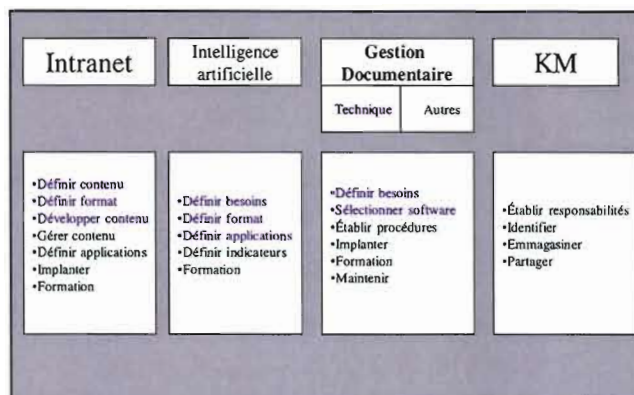 Intranet
Intelligence
artificielle
Gestion
Documentaire
Technique
Autres
KM
•Définir contenu
•Définir format
•Développer contenu
•Gérer contenu
•Définir applications
•Implanter
•Formation
•Définir besoins
•Définir format
•Définir applications
•Définir indicateurs
•Formation
•Définir besoins
•Sélectionner software
•Établir procédures
•Implanter
•Formation
•Maintenir
•Établir responsabilités
•Identifier
•Emmagasiner
•Partager